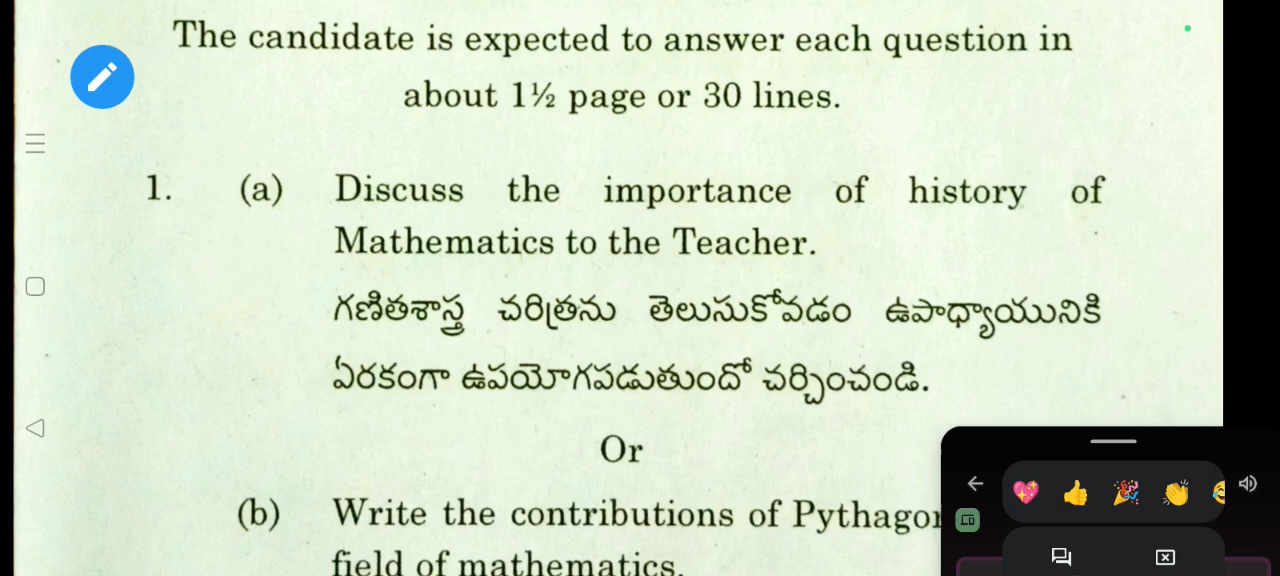 The candidate is expected to answer each question in
about 1½ page or 30 lines.
1. (a) Discuss the importance of history of
Mathematics to the Teacher.
గణితశాస్త్ర చరిత్రను తెలుసుకోవడం ఉపాధ్యాయునికి
ఏరకంగా ఉపయోగపడుతుందో చర్చించండి.
Or
(b) Write the contributions of
field of mathematics.